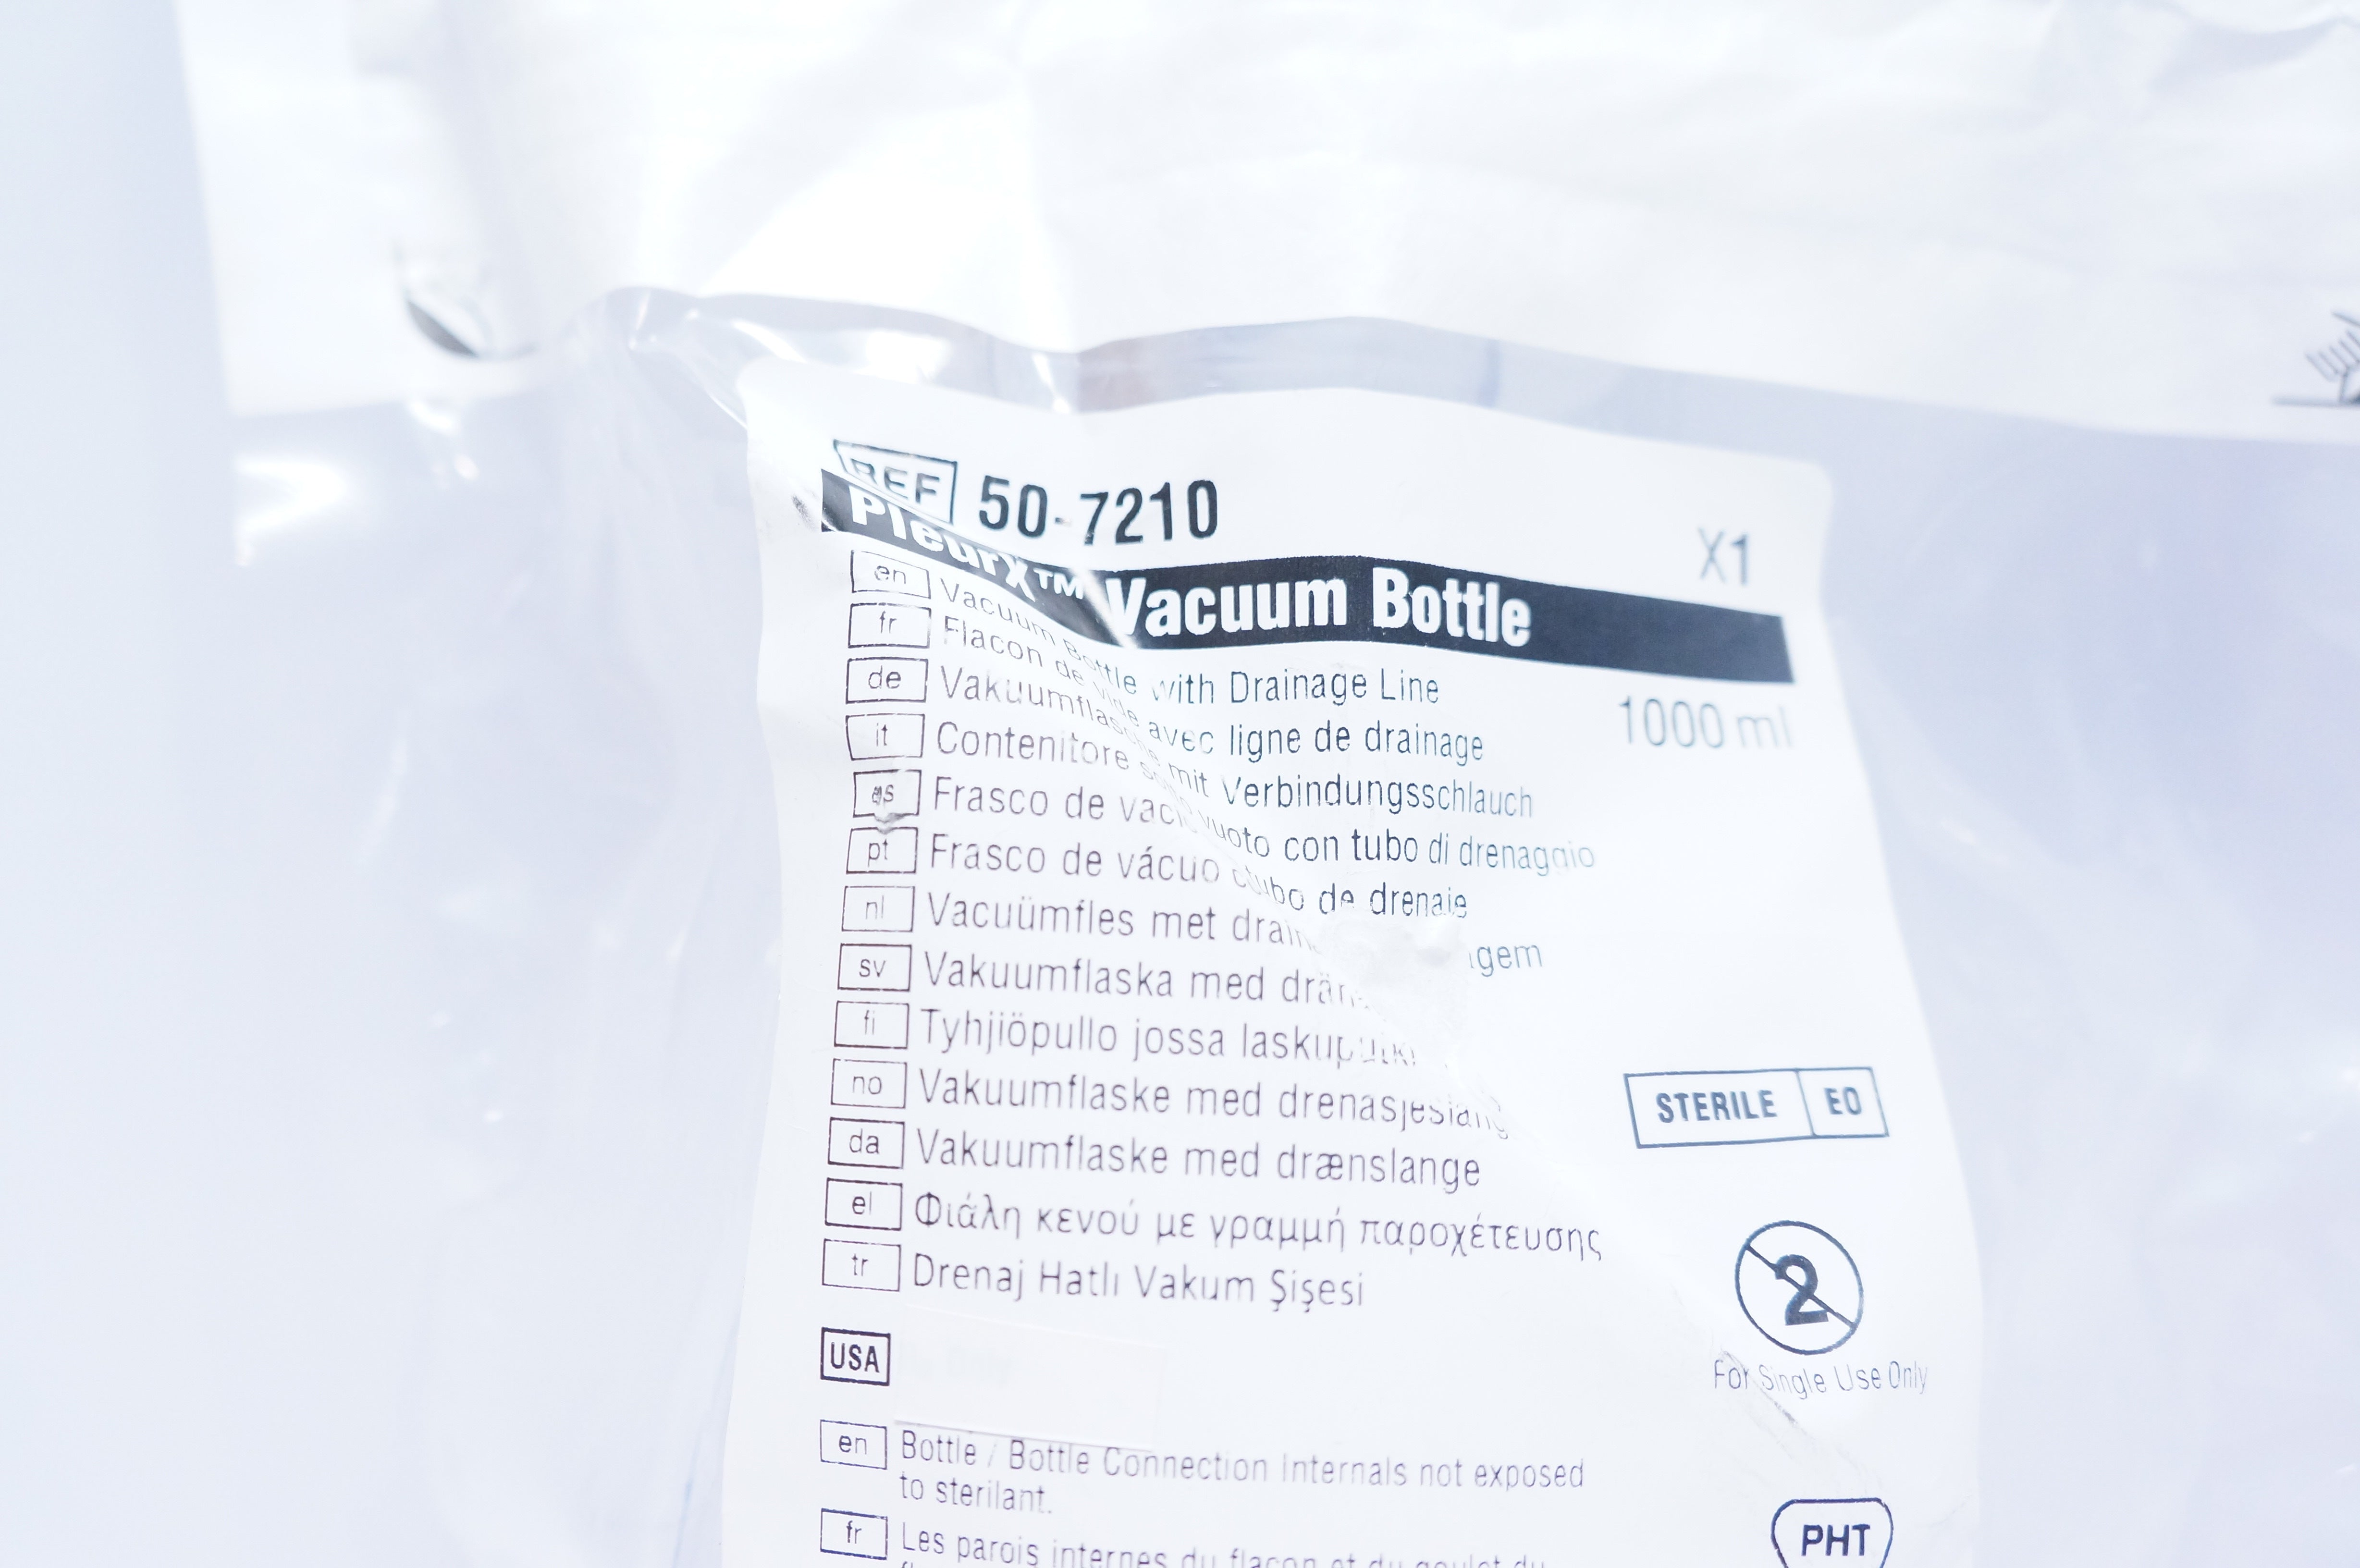 REF 50-7210
X1
PleurX™ Vacuum Bottle
1000 ml
en Vacuum Bottle with Drainage Line
fr Flacon de vide avec ligne de drainage
de Vakuumflasche mit Verbindungsschlauch
it Contenitore vuoto con tubo di drenaggio
es Frasco de tubo de drenaje
pt Frasco de vácuo
nl Vacuümfles met
sv Vakuumflaska med
fi Tyhjiöpullo jossa
no Vakuumflaske med
da Vakuumflaske med drænslange
el Φιάλη κενού με γραμμή παροχέτευσης
tr Drenaj Hatlı Vakum Şişesi
STERILE EO
2
For Single Use Only
USA
en Bottle / Bottle Connection Internals not exposed
to sterilant.
fr Les parois internes du flacon et du goulot du
PHT